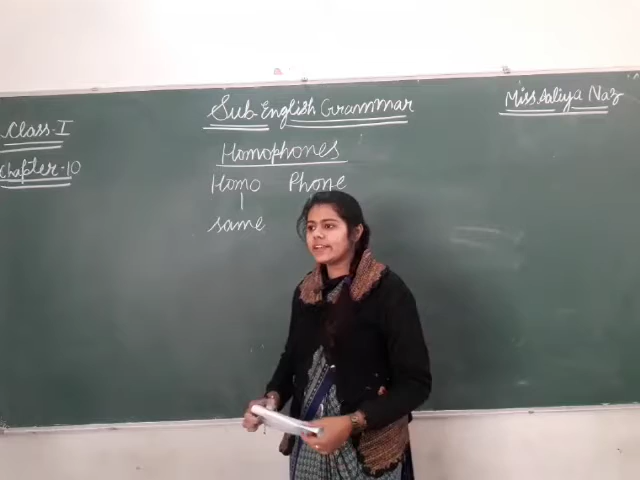 Class-I
Sub English Grammar
Miss. Aaliya Naz
Chapter-10
Homophones
Homo Phone
same